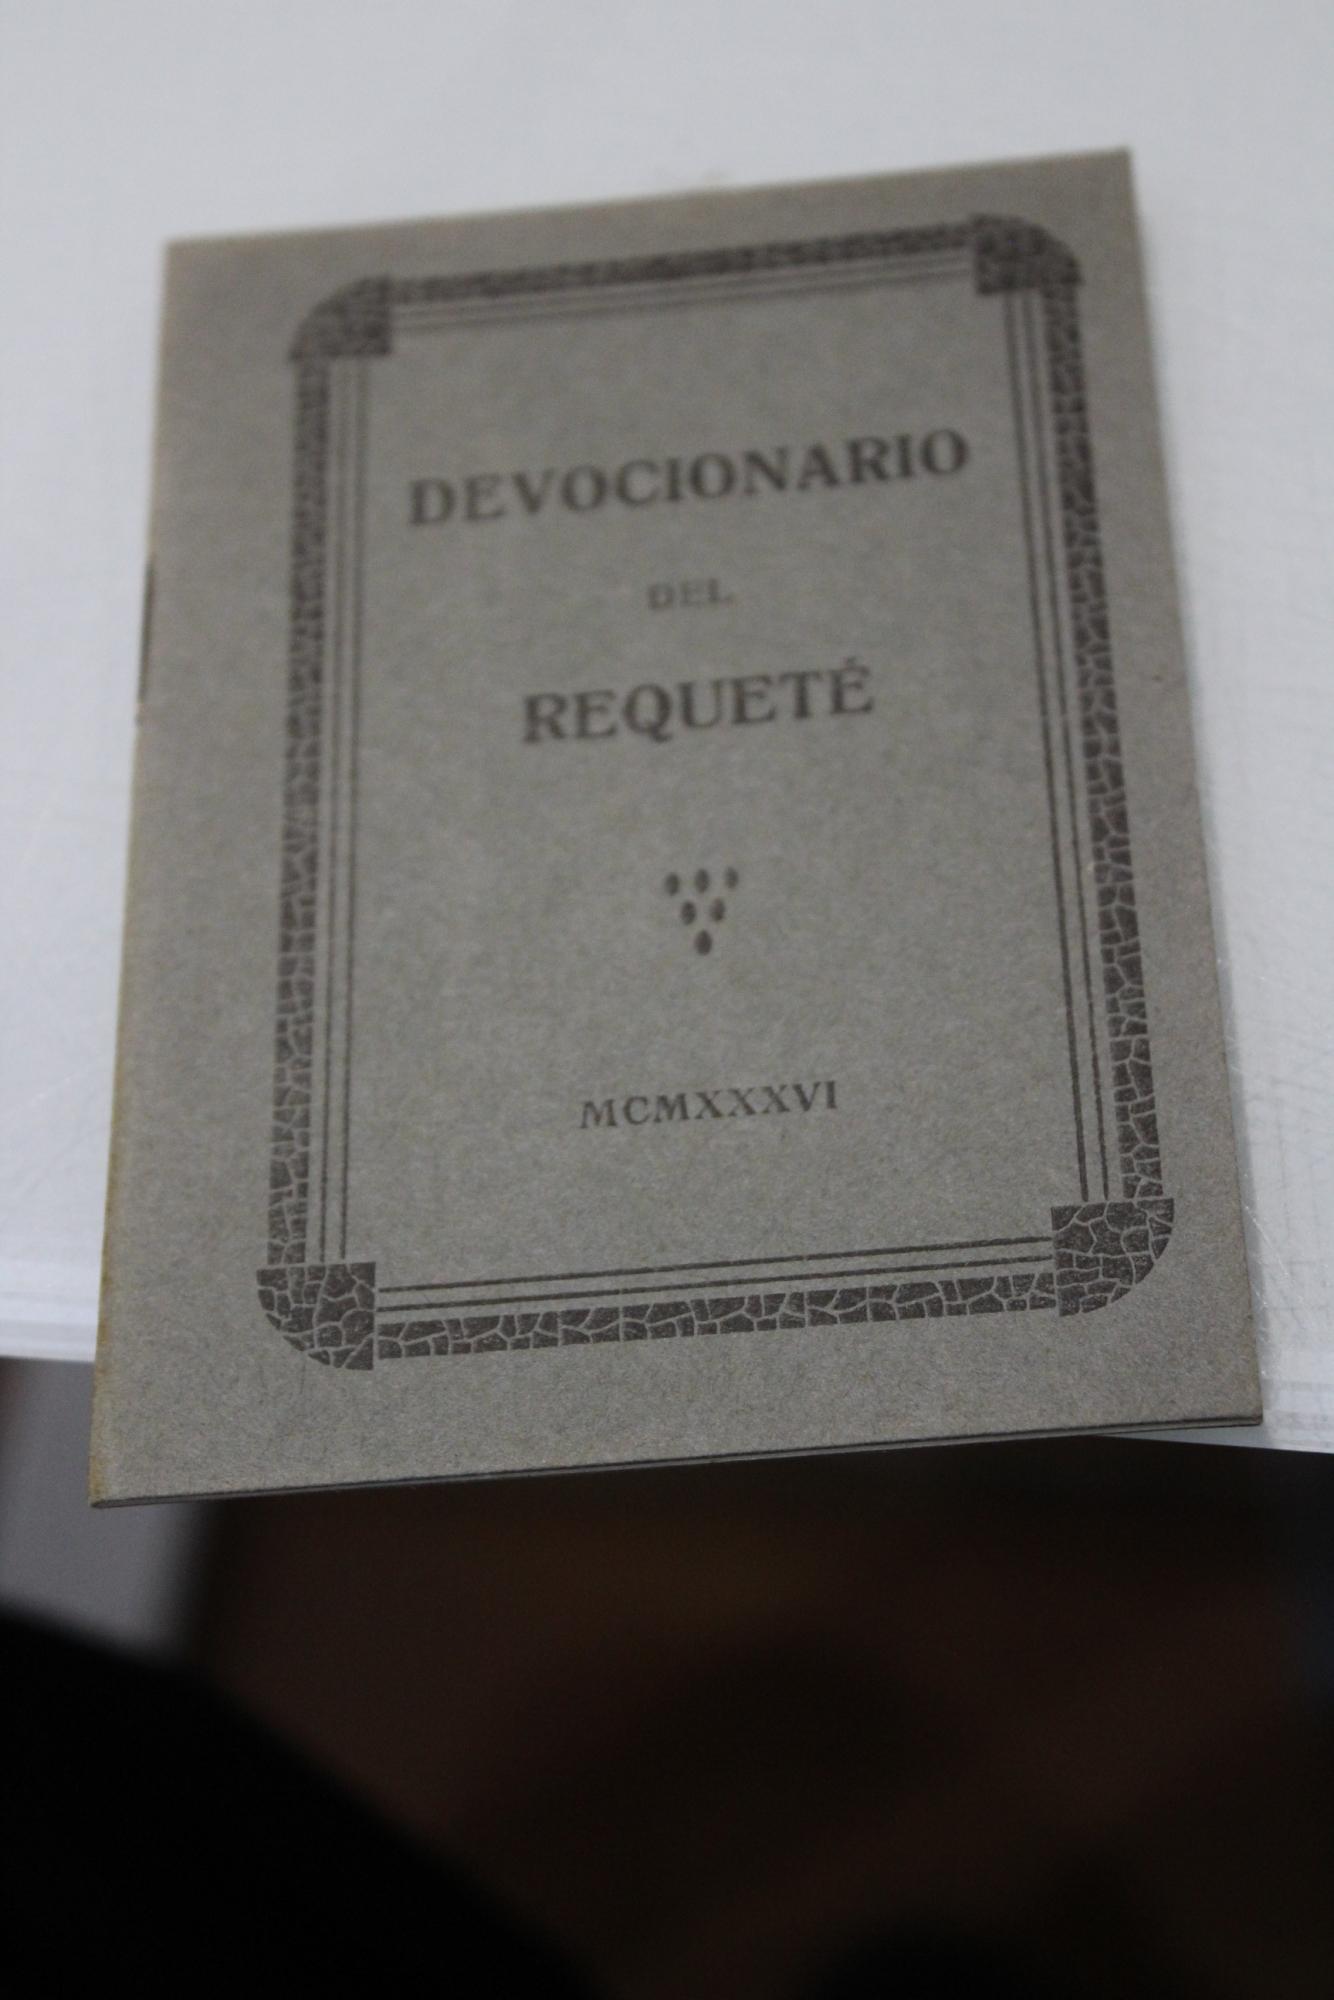 DEVOCIONARIO
DEL
REQUETÉ
MCMXXXVI